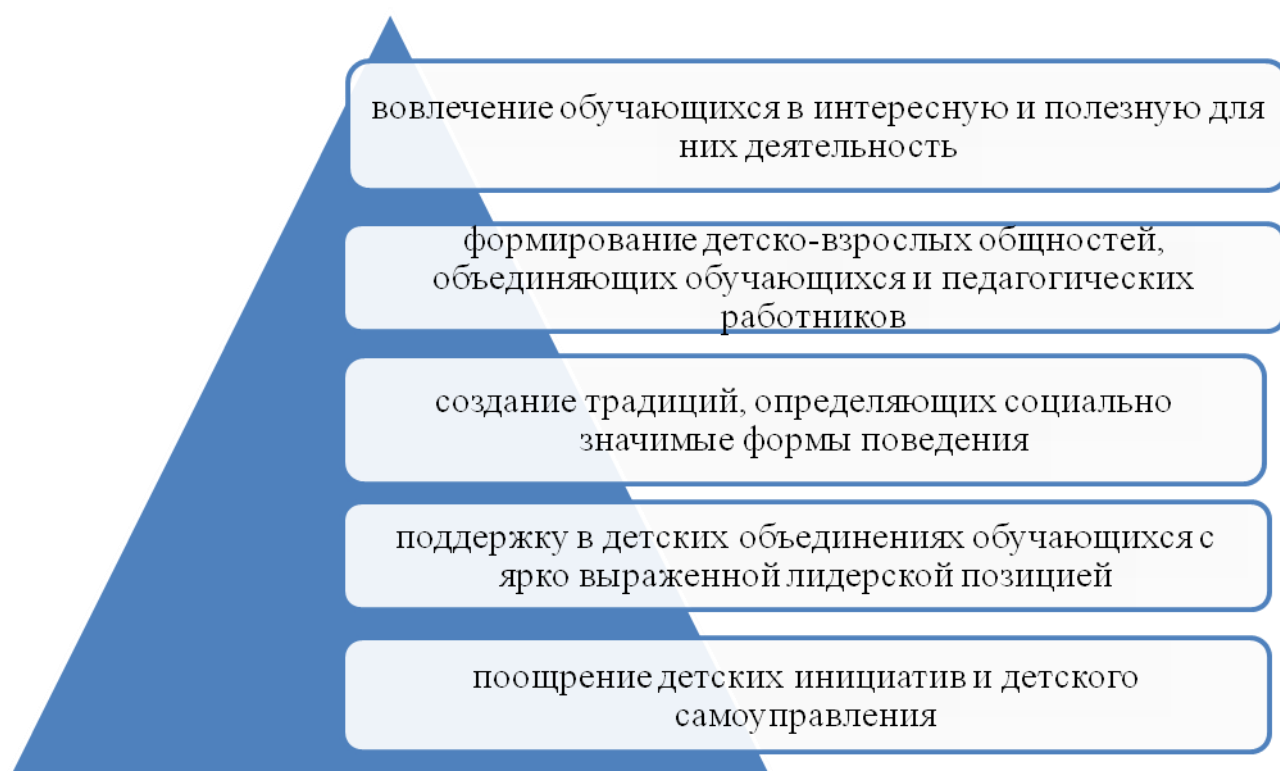 вовлечение обучающихся в интересную и полезную для
них деятельность
формирование детско-взрослых общностей,
объединяющих обучающихся и педагогических
работников
создание традиций, определяющих социально
значимые формы поведения
поддержку в детских объединениях обучающихся с
ярко выраженной лидерской позицией
поощрение детских инициатив и детского
самоуправления